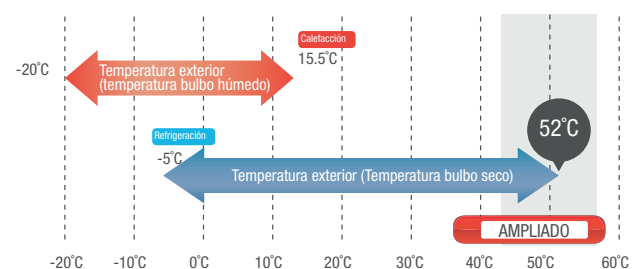 Calefacción
15.5°C
-20°C
Temperatura exterior
(temperatura bulbo húmedo)
Refrigeración
-5°C
52°C
Temperatura exterior (Temperatura bulbo seco)
AMPLIADO
-20°C -10°C 0°C 10°C 20°C 30°C 40°C 50°C 60°C